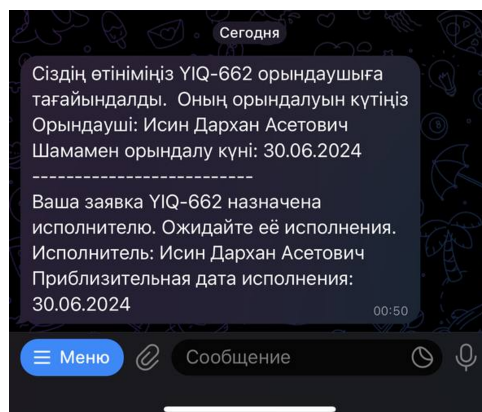 Сегодня
Сіздің өтініміңіз YIQ-662 орындаушыға
тағайындалды. Оның орындалуын күтіңіз
Орындауші: Исин Дархан Асетович
Шамамен орындалу күні: 30.06.2024
--------------------------
Ваша заявка YIQ-662 назначена
исполнителю. Ожидайте её исполнения.
Исполнитель: Исин Дархан Асетович
Приблизительная дата исполнения:
30.06.2024
00:50
Меню
Сообщение